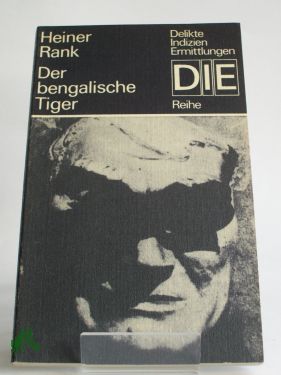 Heiner
Rank
Der
bengalische
Tiger
Delikte
Indizien
Ermittlungen
DIE
Reihe